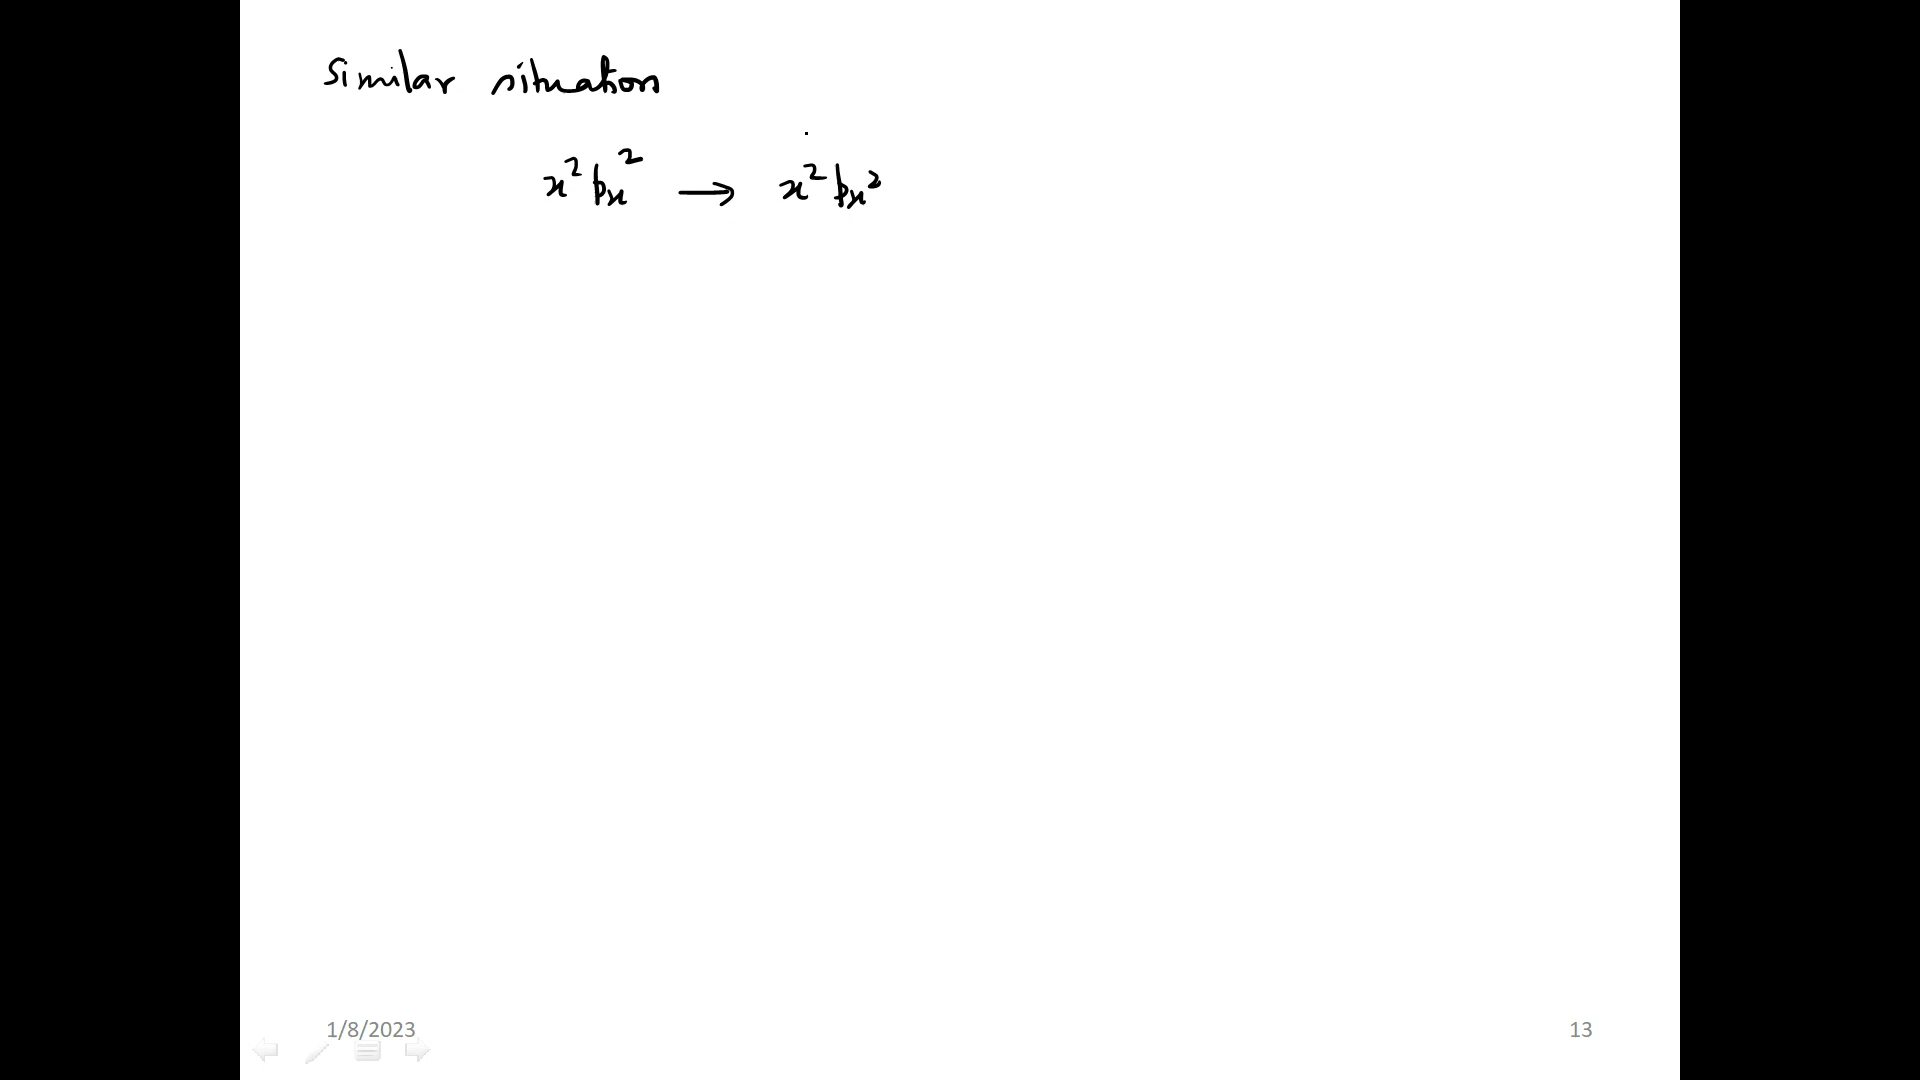 Similar situation
x² pₓ² → x² pₓ²
1/8/2023
13